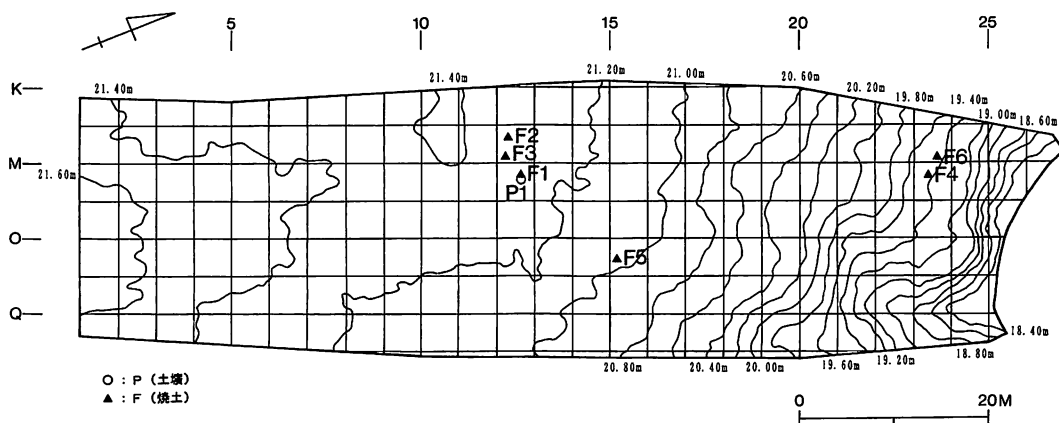 5 10 15 20 25
21.40m 21.40m 21.20m 21.00m 20.60m
K
20.20m
19.80m
19.40m
19.00m
18.60m
F2
M F3 F6
21.60m F1 F4
P1
O F5
Q
18.40m
20.80m 20.40m 20.00m 19.60m 19.20m 18.80m
○ : P (土壙)
▲ : F (焼土)
0 20M